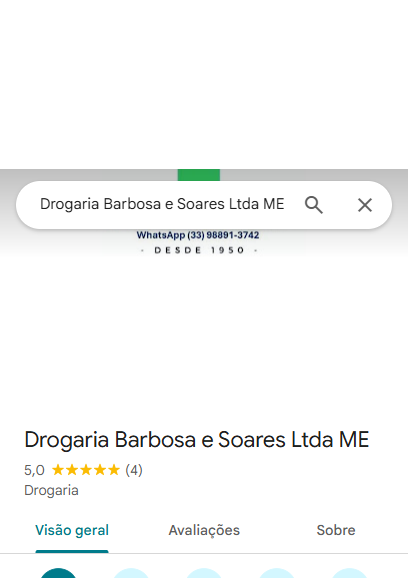 Drogaria Barbosa e Soares Ltda ME
WhatsApp (33) 98891-3742
- DESDE 1950 -
Drogaria Barbosa e Soares Ltda ME
5,0 ★★★★★ (4)
Drogaria
Visão geral Avaliações Sobre